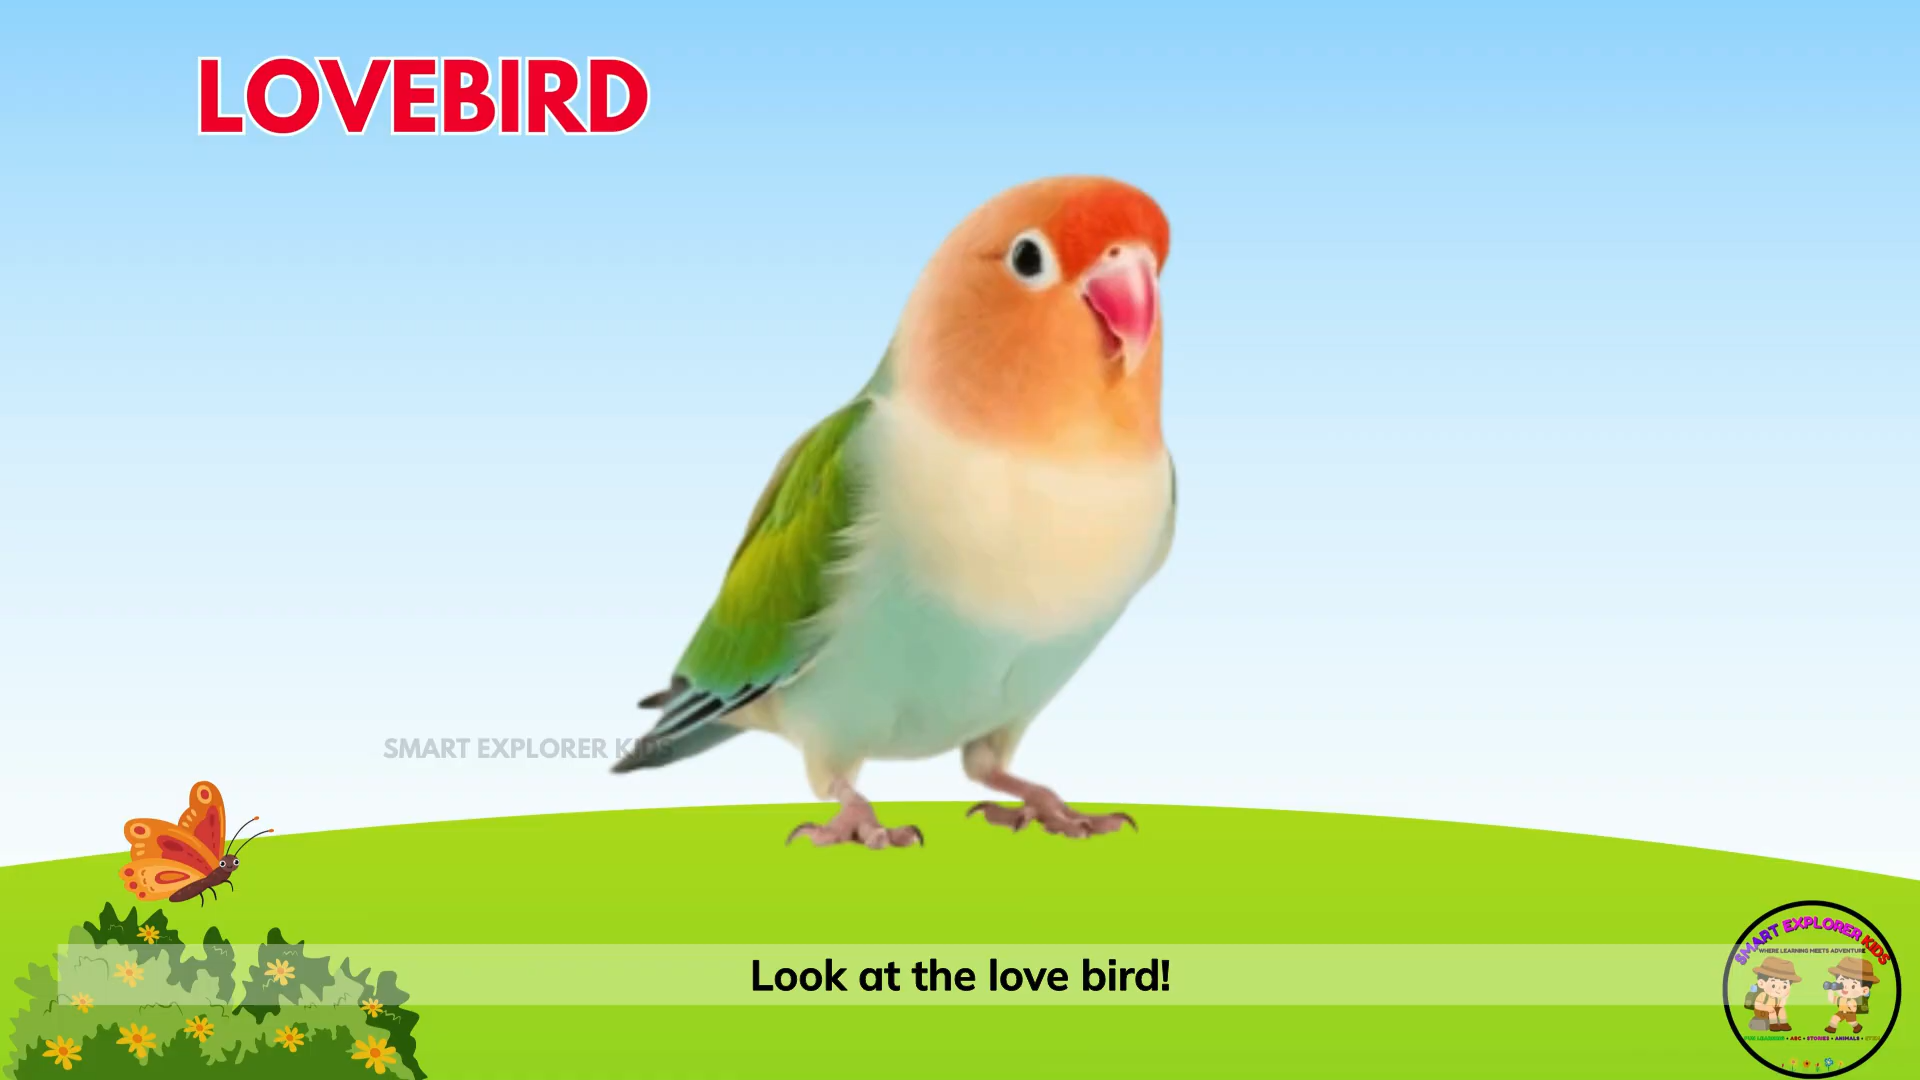 LOVEBIRD
SMART EXPLORER KIDS
Look at the love bird!
SMART EXPLORER KIDS
WHERE LEARNING MEETS ADVENTURE